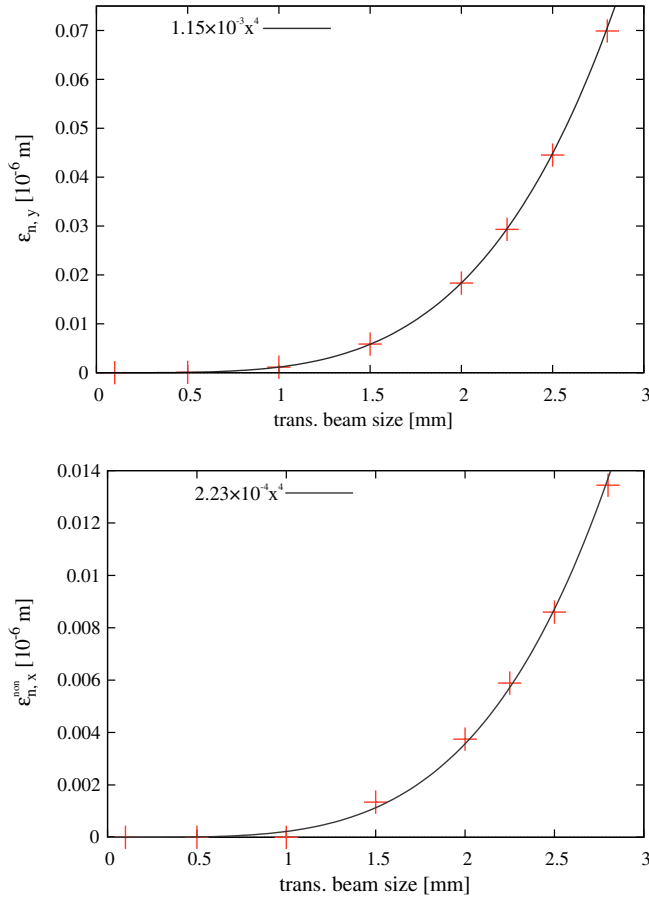 1.15×10⁻³x⁴
0.07
0.06
0.05
0.04
0.03
0.02
0.01
0
ε n, y [10⁻⁶ m]
0 0.5 1 1.5 2 2.5 3
trans. beam size [mm]
2.23×10⁻⁴x⁴
0.014
0.012
0.01
0.008
0.006
0.004
0.002
0
ε non n, x [10⁻⁶ m]
0 0.5 1 1.5 2 2.5 3
trans. beam size [mm]